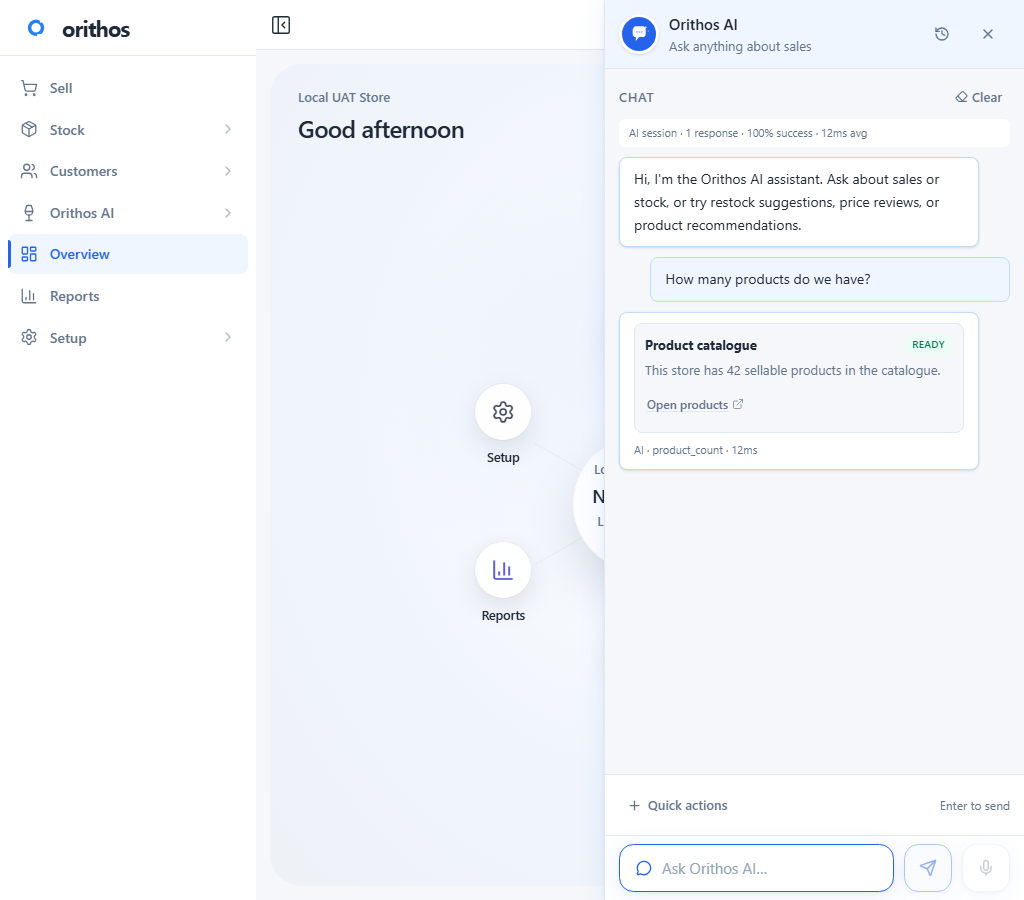 orithos
Sell
Stock
Customers
Orithos AI
Overview
Reports
Setup
Local UAT Store
Good afternoon
Setup
Reports
Lo
N
L
Orithos AI
Ask anything about sales
CHAT
Clear
AI session · 1 response · 100% success · 12ms avg
Hi, I'm the Orithos AI assistant. Ask about sales or
stock, or try restock suggestions, price reviews, or
product recommendations.
How many products do we have?
Product catalogue
READY
This store has 42 sellable products in the catalogue.
Open products
AI · product_count · 12ms
Quick actions
Enter to send
Ask Orithos AI...